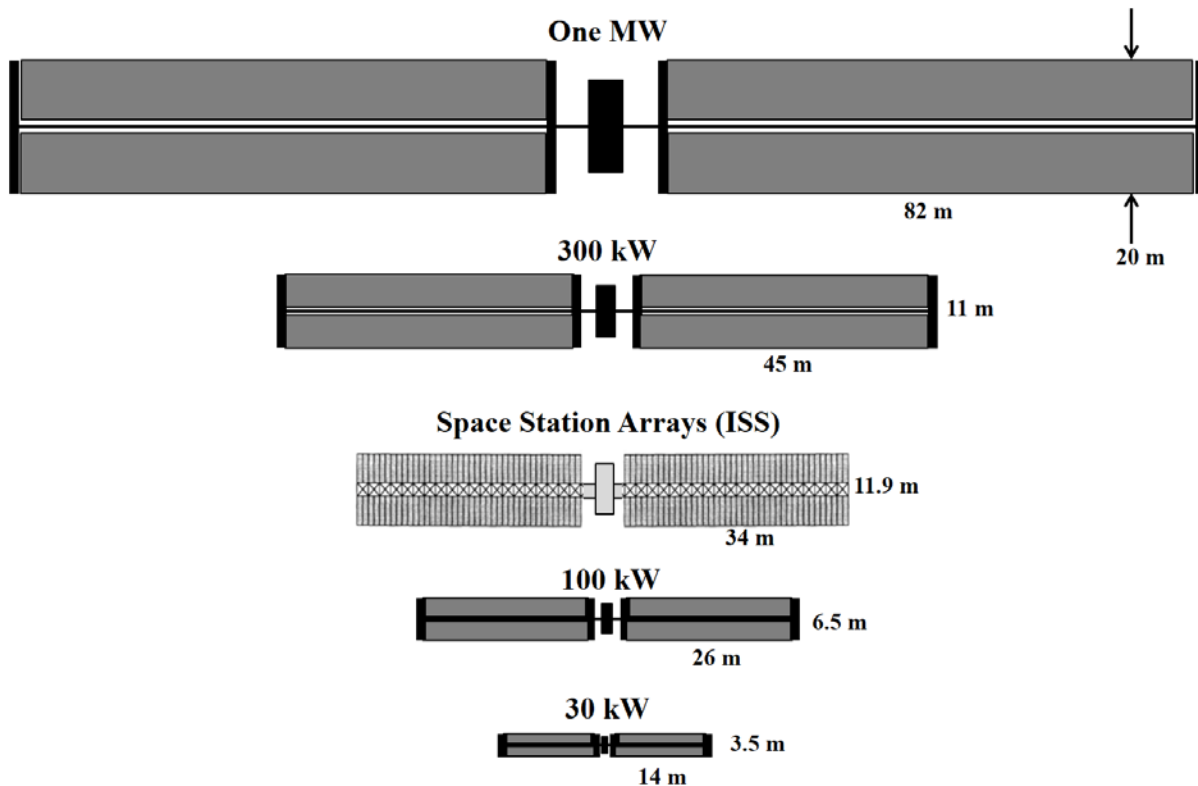 One MW
82 m
20 m
300 kW
11 m
45 m
Space Station Arrays (ISS)
11.9 m
34 m
100 kW
6.5 m
26 m
30 kW
3.5 m
14 m